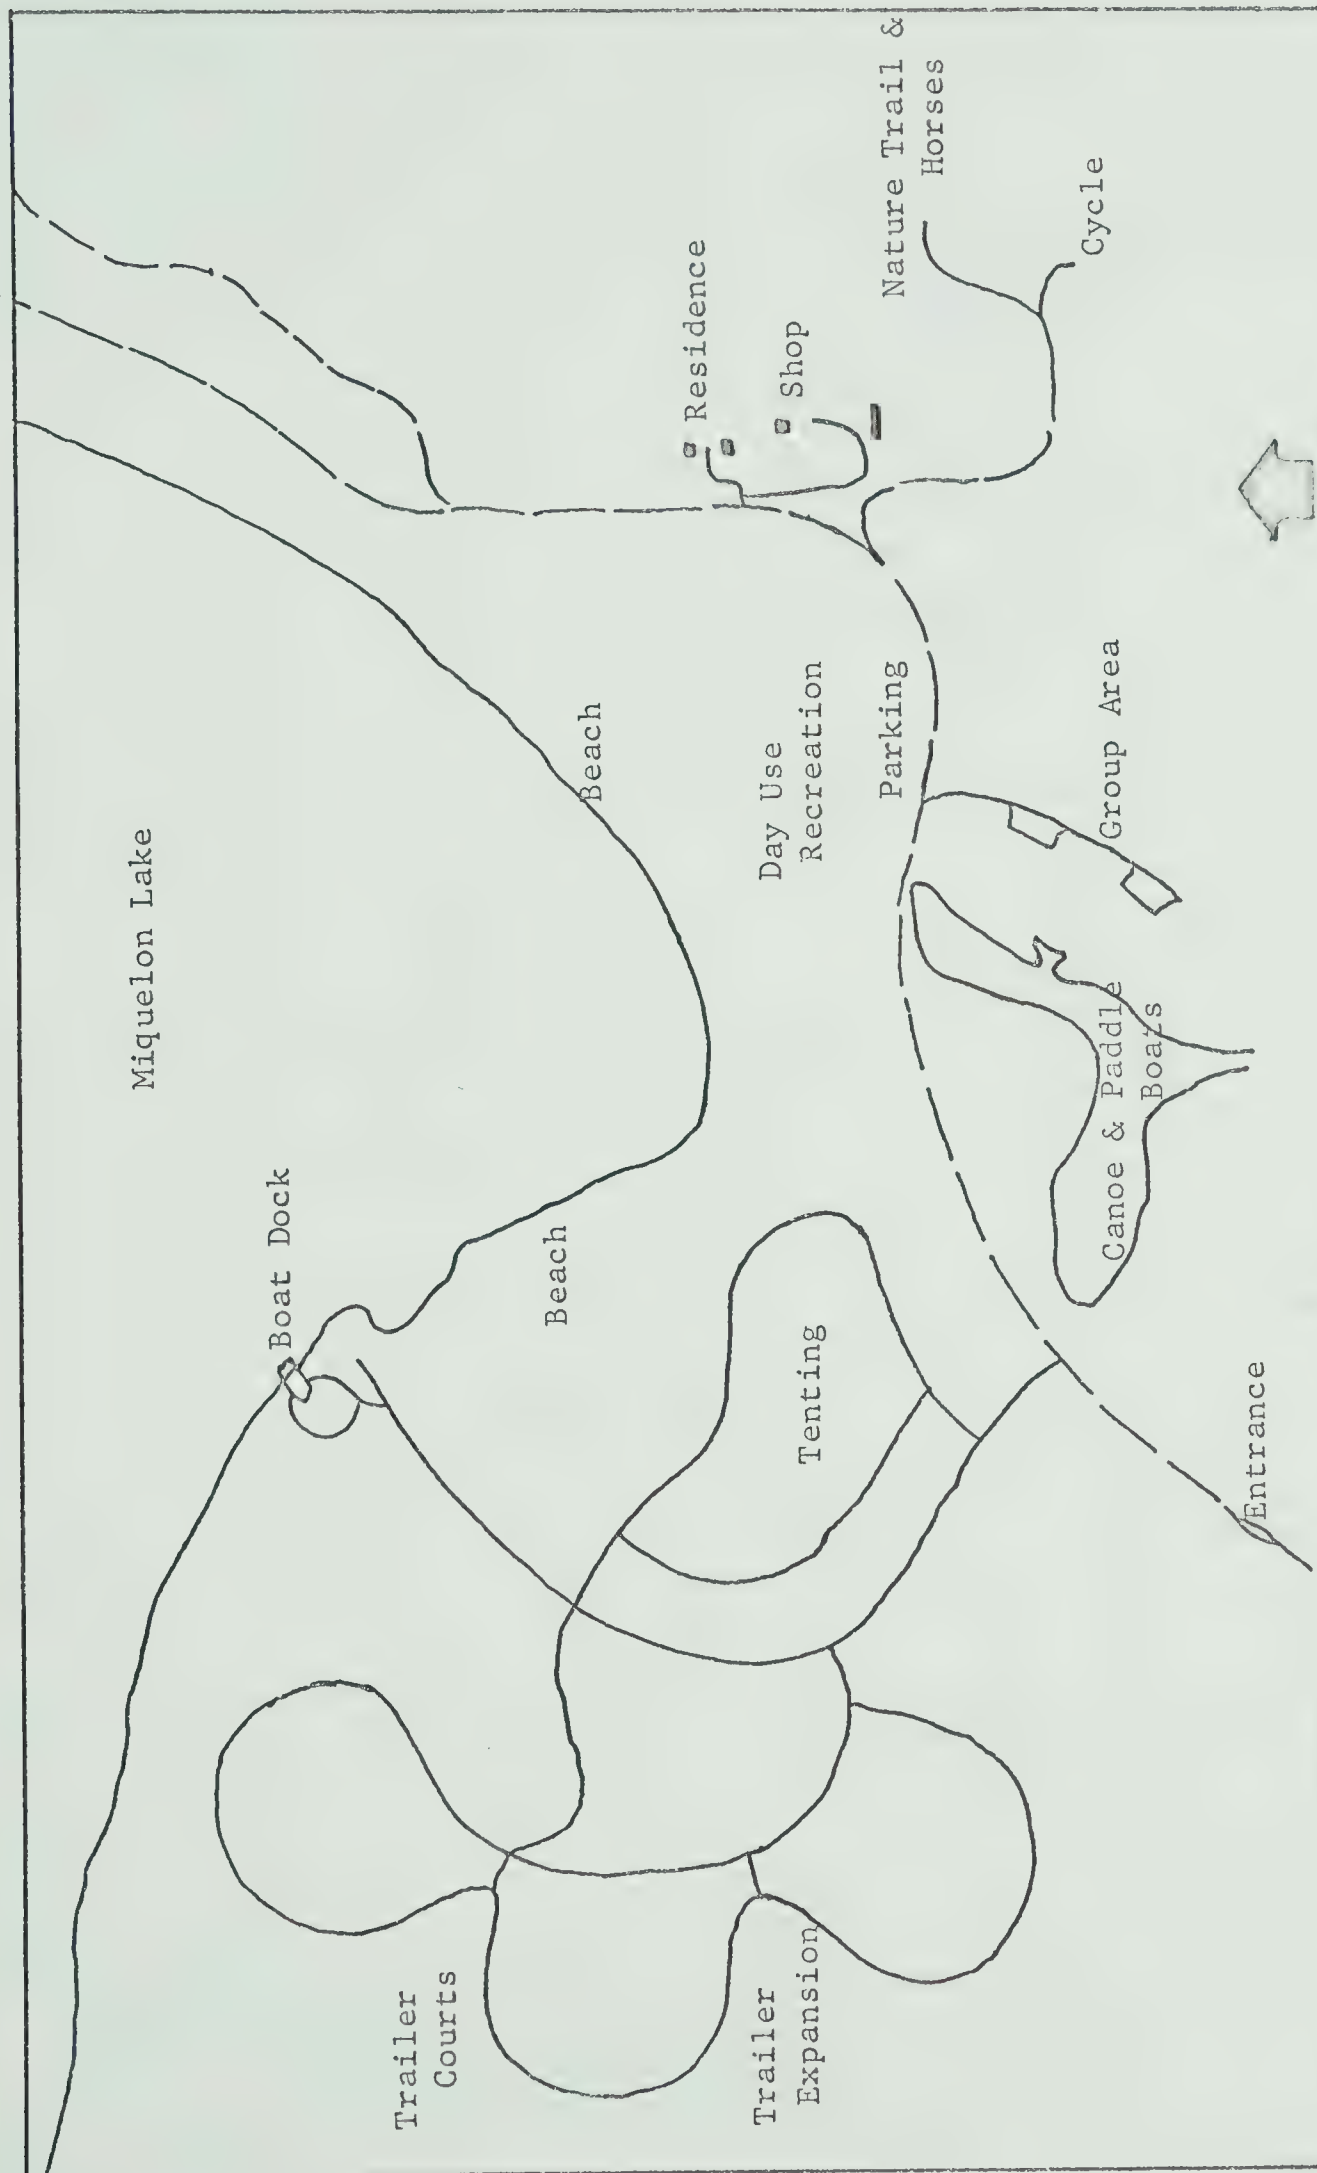 Miquelon Lake
Boat Dock
Beach
Beach
Residence
Shop
Nature Trail &
Horses
Cycle
Day Use
Recreation
Parking
Group Area
Trailer
Courts
Tenting
Trailer
Expansion
Canoe & Paddle
Boats
Entrance